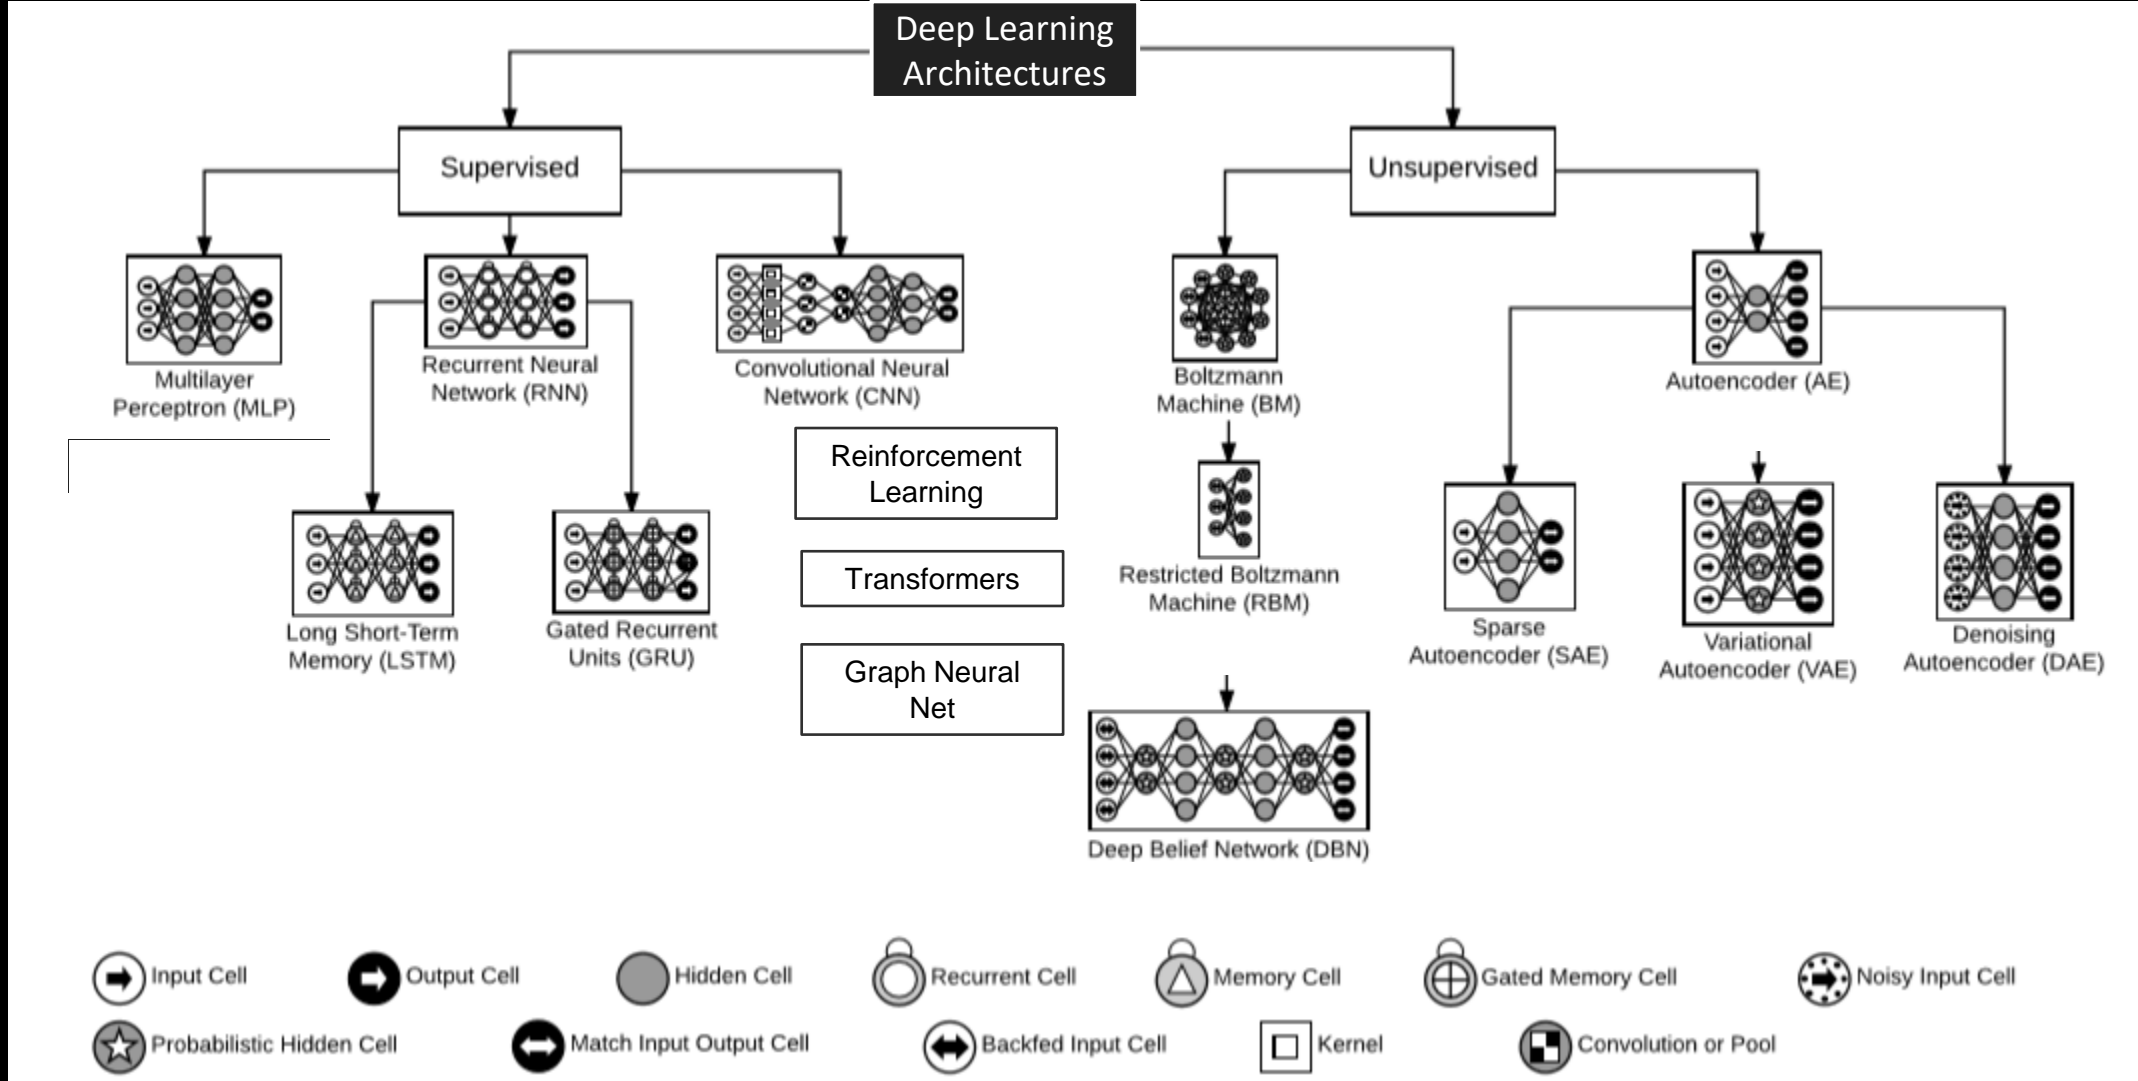 Deep Learning
Architectures
Supervised
Unsupervised
Multilayer
Perceptron (MLP)
Recurrent Neural
Network (RNN)
Convolutional Neural
Network (CNN)
Boltzmann
Machine (BM)
Autoencoder (AE)
Reinforcement
Learning
Transformers
Graph Neural
Net
Long Short-Term
Memory (LSTM)
Gated Recurrent
Units (GRU)
Restricted Boltzmann
Machine (RBM)
Sparse
Autoencoder (SAE)
Variational
Autoencoder (VAE)
Denoising
Autoencoder (DAE)
Deep Belief Network (DBN)
Input Cell
Output Cell
Hidden Cell
Recurrent Cell
Memory Cell
Gated Memory Cell
Noisy Input Cell
Probabilistic Hidden Cell
Match Input Output Cell
Backfed Input Cell
Kernel
Convolution or Pool